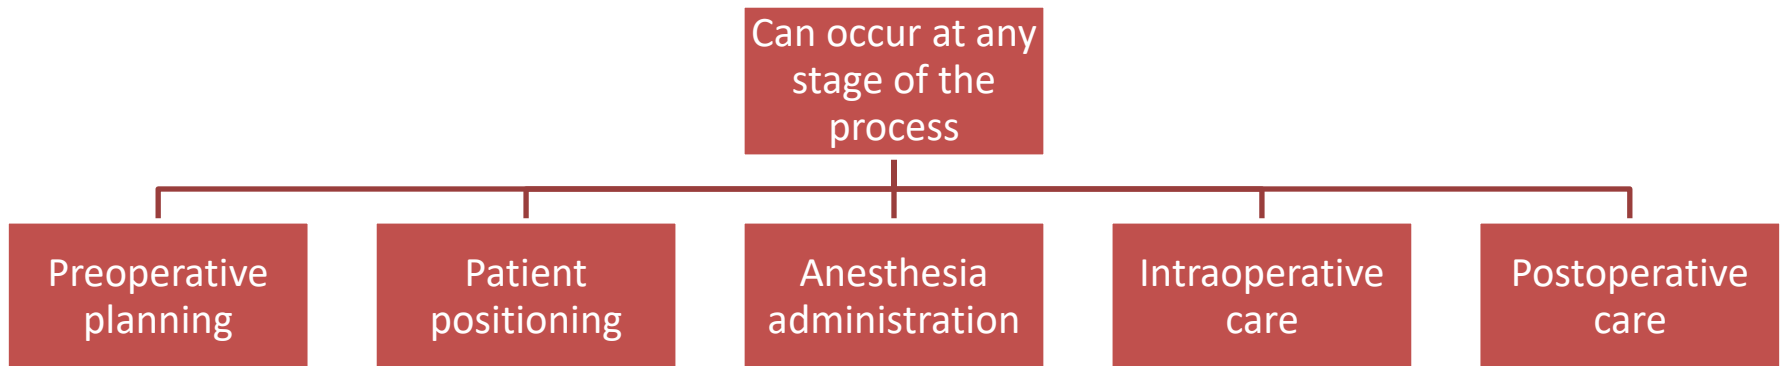 Can occur at any
stage of the
process
Preoperative
planning
Patient
positioning
Anesthesia
administration
Intraoperative
care
Postoperative
care